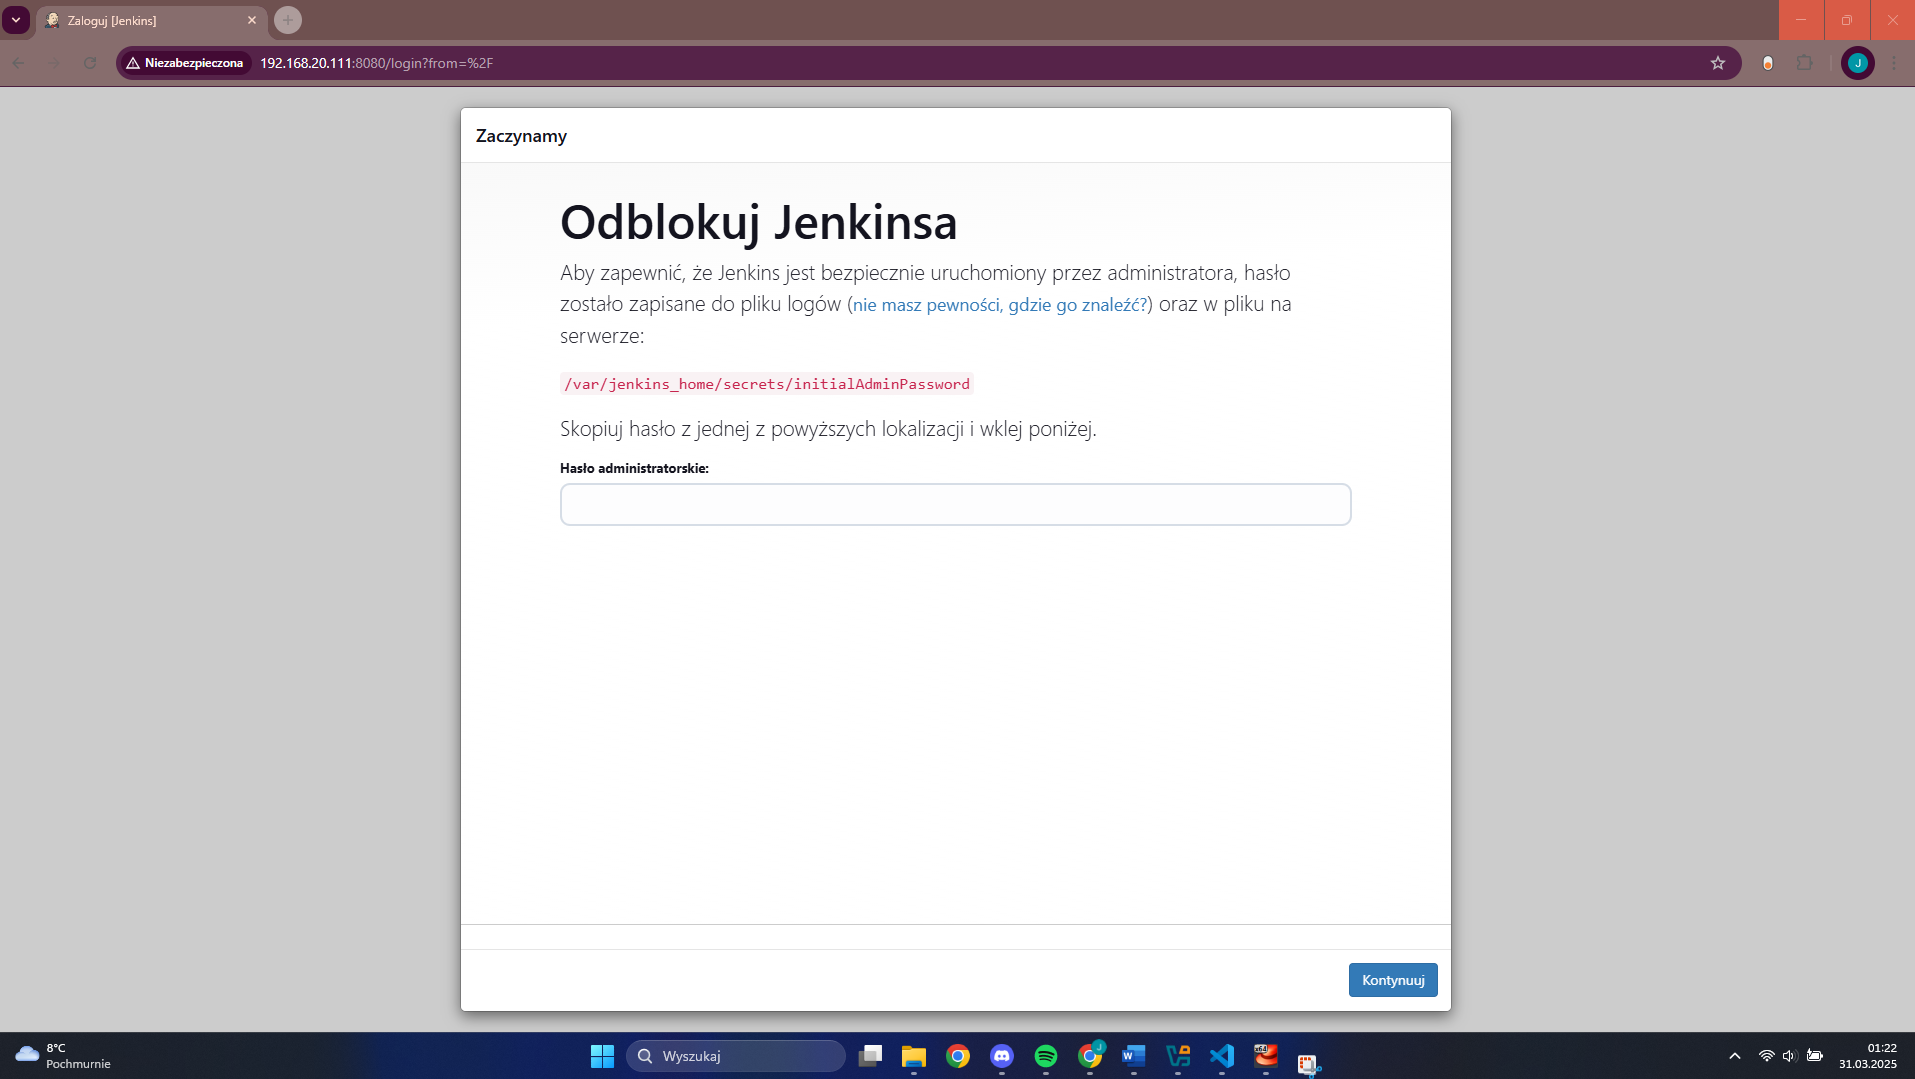 Zaloguj [Jenkins]
Niezabezpieczona
192.168.20.111:8080/login?from=%2F
J
Zaczynamy
Odblokuj Jenkinsa
Aby zapewnić, że Jenkins jest bezpiecznie uruchomiony przez administratora, hasło
zostało zapisane do pliku logów (nie masz pewności, gdzie go znaleźć?) oraz w pliku na
serwerze:
/var/jenkins_home/secrets/initialAdminPassword
Skopiuj hasło z jednej z powyższych lokalizacji i wklej poniżej.
Hasło administratorskie:
Kontynuuj
8°C
Pochmurnie
Wyszukaj
J
W
x64
01:22
31.03.2025